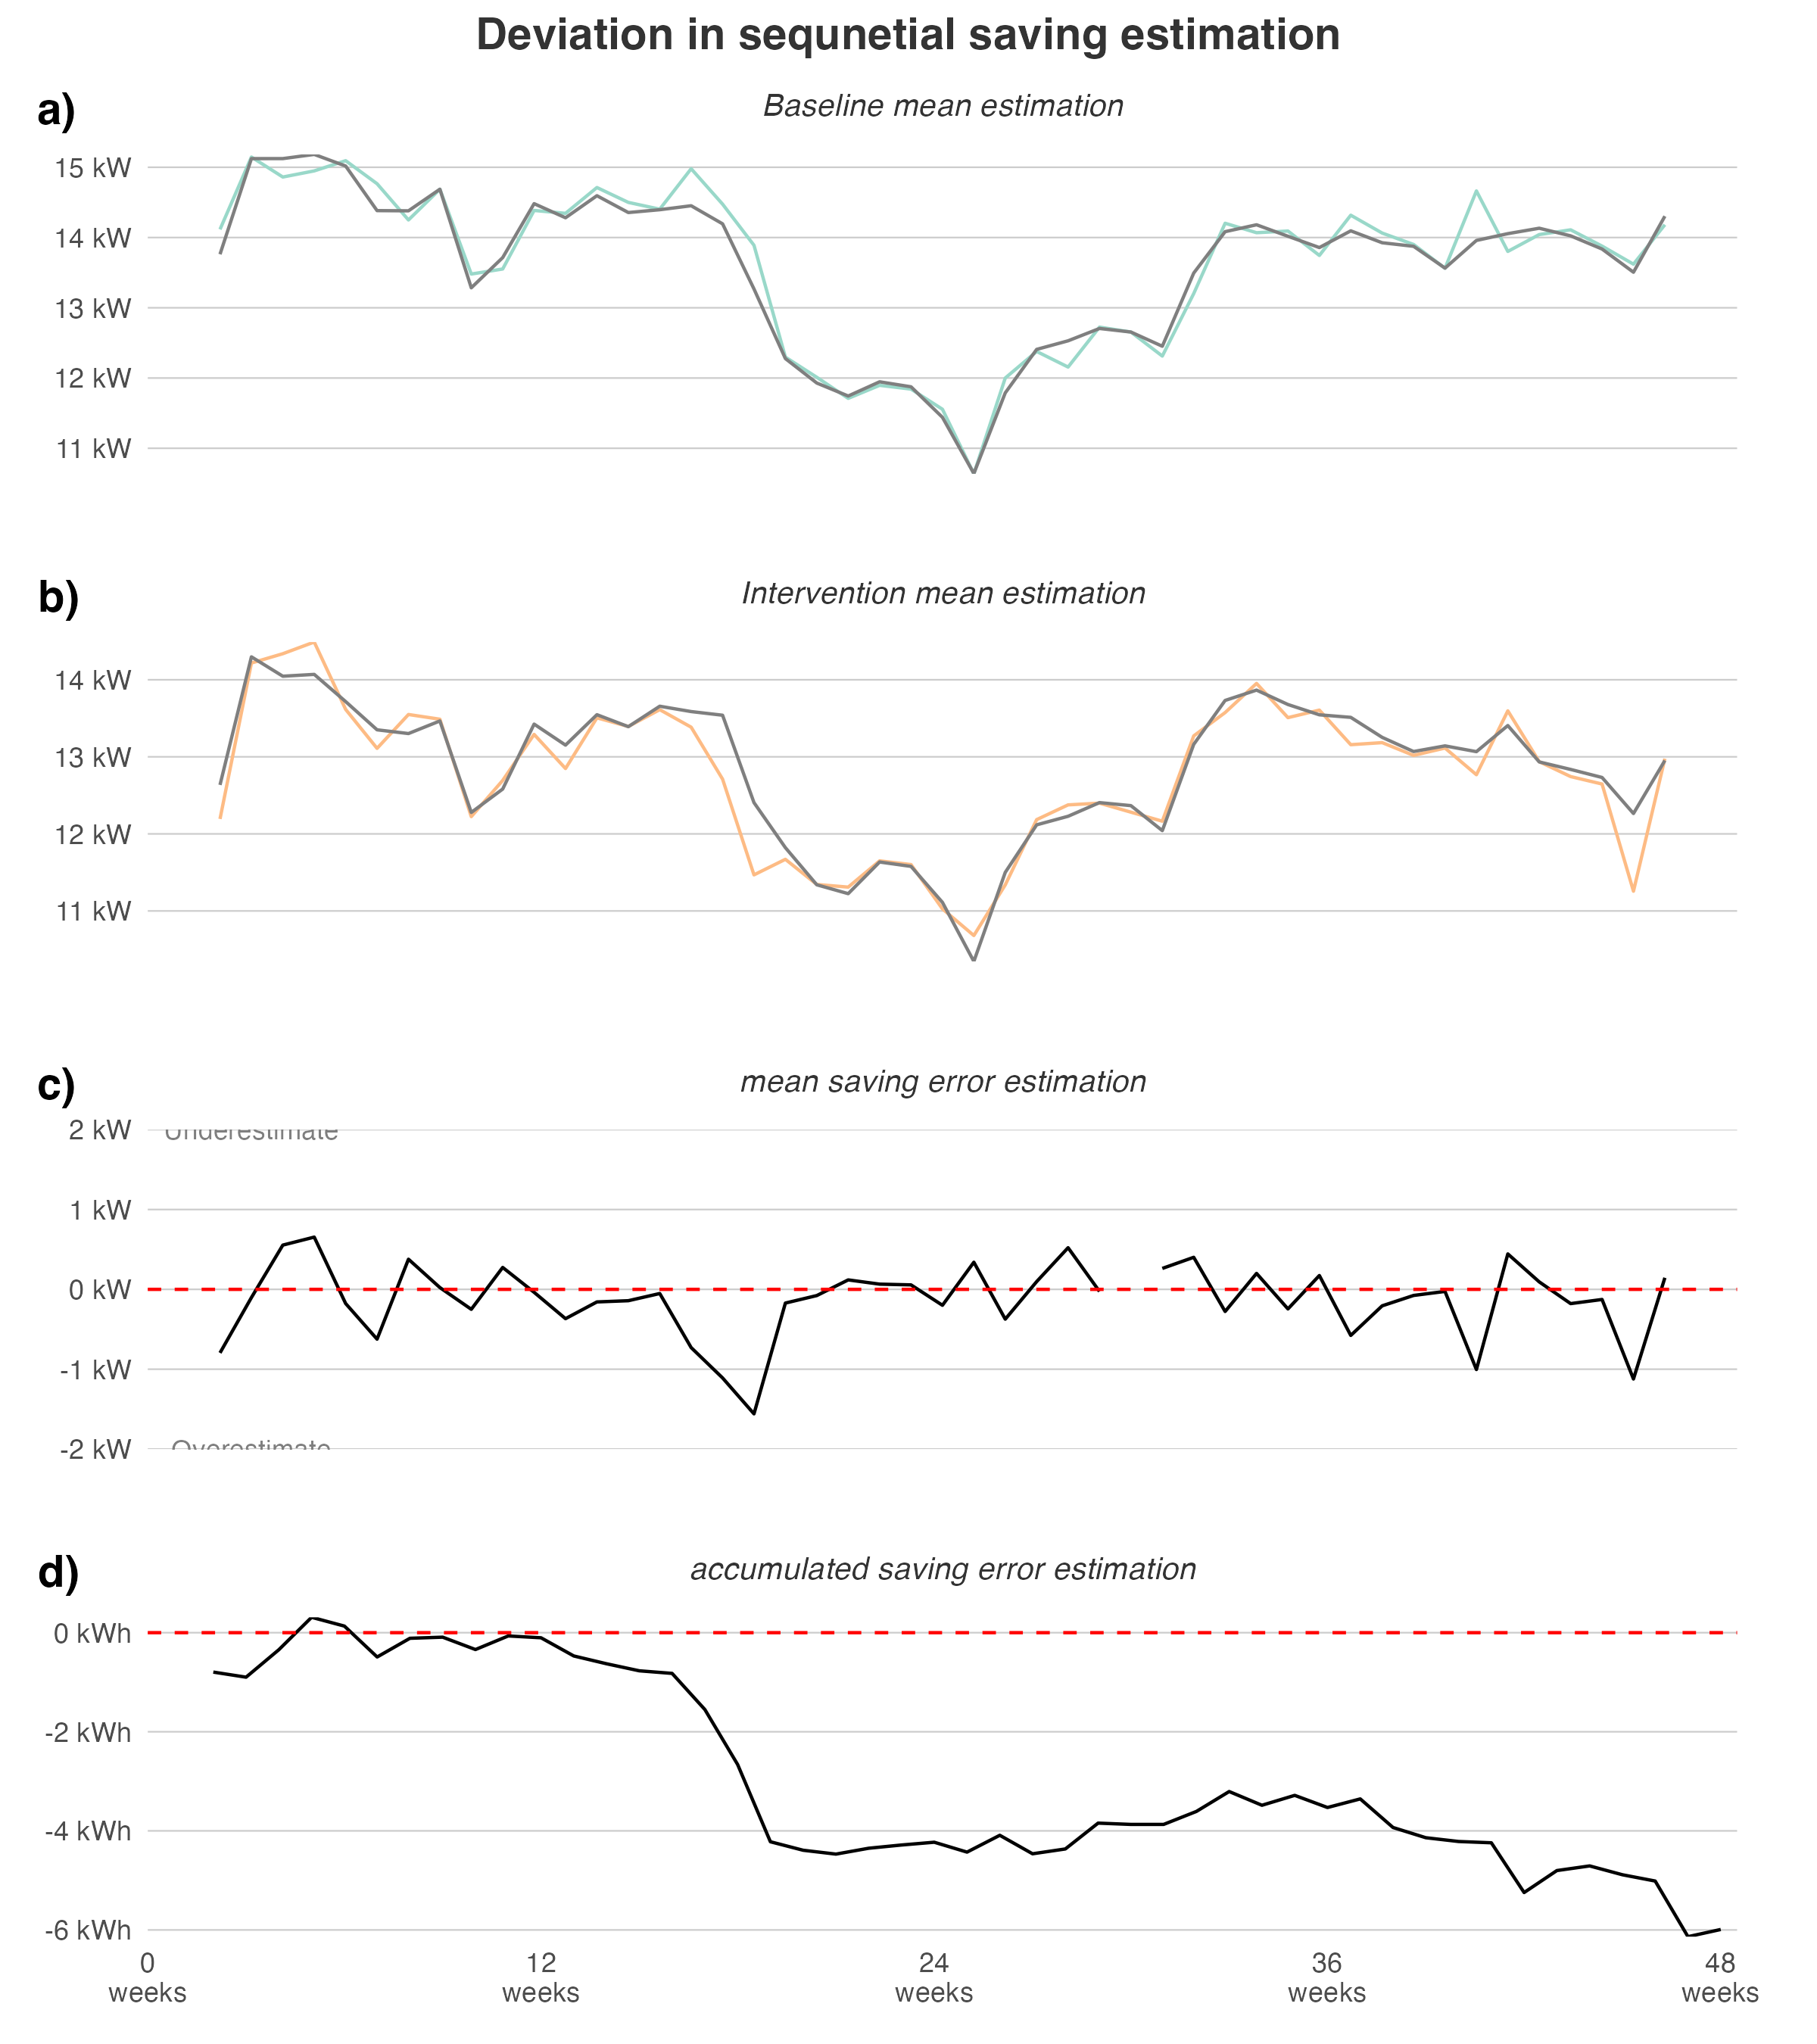 Deviation in sequnetial saving estimation
a)
Baseline mean estimation
15 kW
14 kW
13 kW
12 kW
11 kW
b)
Intervention mean estimation
14 kW
13 kW
12 kW
11 kW
c)
mean saving error estimation
2 kW
Underestimate
1 kW
0 kW
-1 kW
-2 kW
Overestimate
d)
accumulated saving error estimation
0 kWh
-2 kWh
-4 kWh
-6 kWh
0 12 24 36 48
weeks weeks weeks weeks weeks